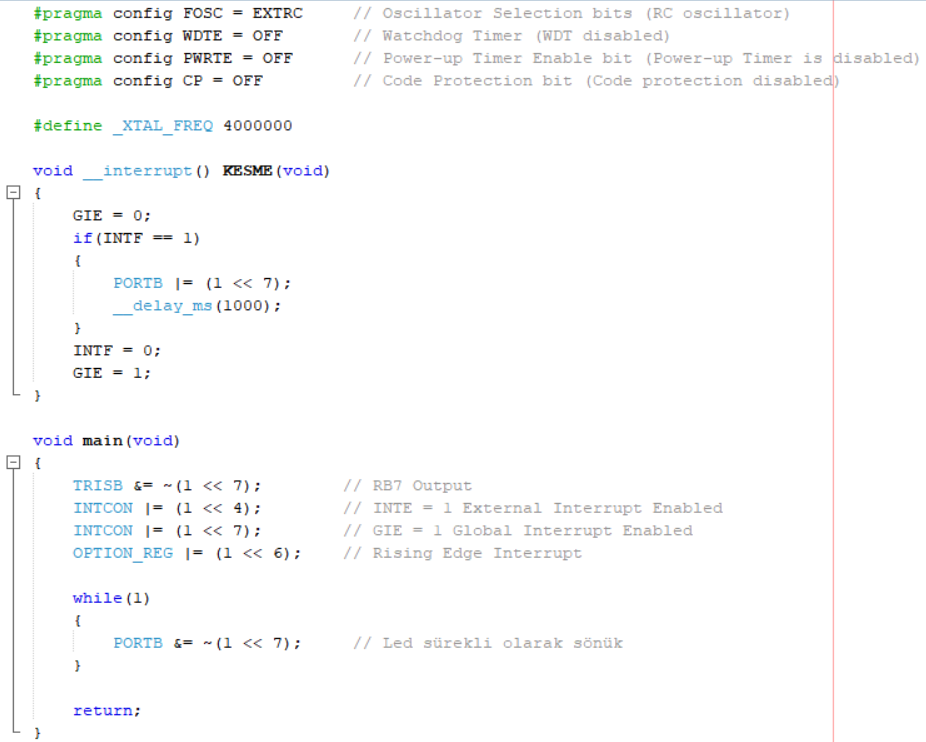 #pragma config FOSC = EXTRC     // Oscillator Selection bits (RC oscillator)
#pragma config WDTE = OFF       // Watchdog Timer (WDT disabled)
#pragma config PWRTE = OFF      // Power-up Timer Enable bit (Power-up Timer is disabled)
#pragma config CP = OFF         // Code Protection bit (Code protection disabled)
#define _XTAL_FREQ 4000000
void __interrupt() KESME(void)
{
    GIE = 0;
    if(INTF == 1)
    {
        PORTB |= (1 << 7);
        __delay_ms(1000);
    }
    INTF = 0;
    GIE = 1;
}
void main(void)
{
    TRISB &= ~(1 << 7);        // RB7 Output
    INTCON |= (1 << 4);        // INTE = 1 External Interrupt Enabled
    INTCON |= (1 << 7);        // GIE = 1 Global Interrupt Enabled
    OPTION_REG |= (1 << 6);    // Rising Edge Interrupt
    while(1)
    {
        PORTB &= ~(1 << 7);     // Led sürekli olarak sönük
    }
    return;
}